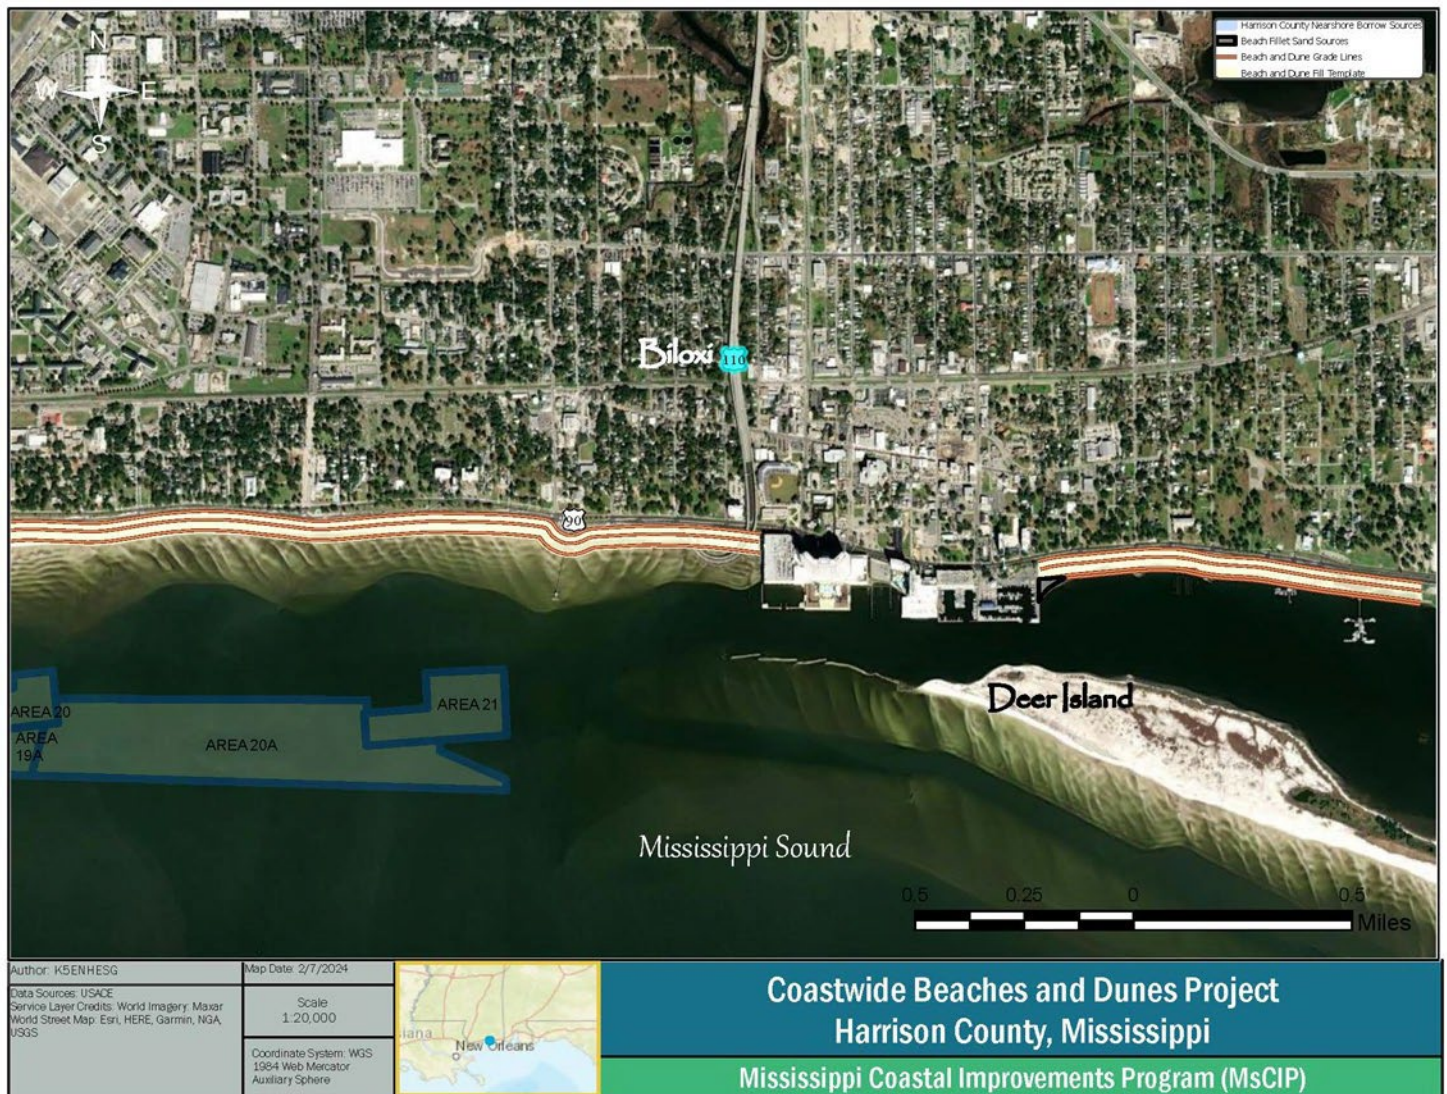 Harrison County Nearshore Borrow Sources
Beach Fillet Sand Sources
Beach and Dune Grade Lines
Beach and Dune Fill Template
N
W E
S
Biloxi 110
90
Deer Island
AREA 20
AREA 21
AREA
19A
AREA 20A
Mississippi Sound
0.5 0.25 0 0.5
Miles
Author: K5ENHESG
Data Sources: USACE
Service Layer Credits: World Imagery: Maxar
World Street Map: Esri, HERE, Garmin, NGA,
USGS
Map Date: 2/7/2024
Scale
1:20,000
Coordinate System: WGS
1984 Web Mercator
Auxiliary Sphere
iana
New Orleans
Coastwide Beaches and Dunes Project
Harrison County, Mississippi
Mississippi Coastal Improvements Program (MsCIP)